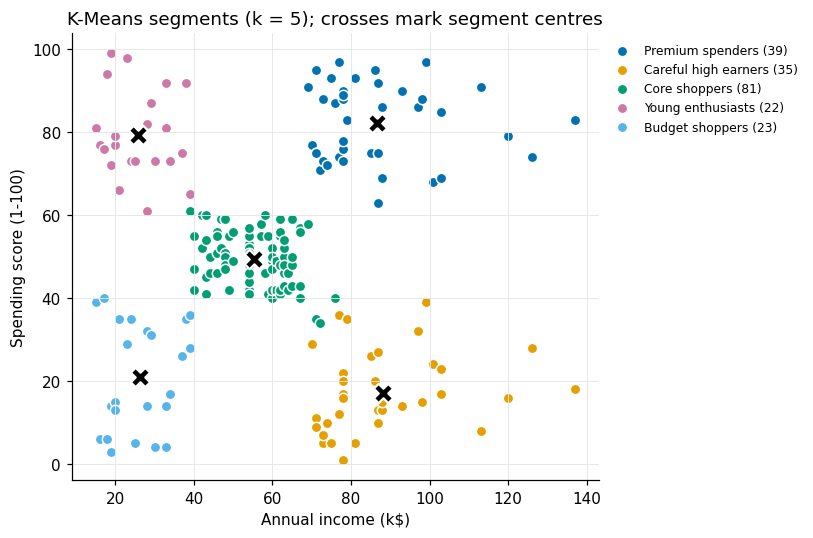 K-Means segments (k = 5); crosses mark segment centres
Premium spenders (39)
Careful high earners (35)
Core shoppers (81)
Young enthusiasts (22)
Budget shoppers (23)
Spending score (1-100)
100
80
60
40
20
0
20 40 60 80 100 120 140
Annual income (k$)